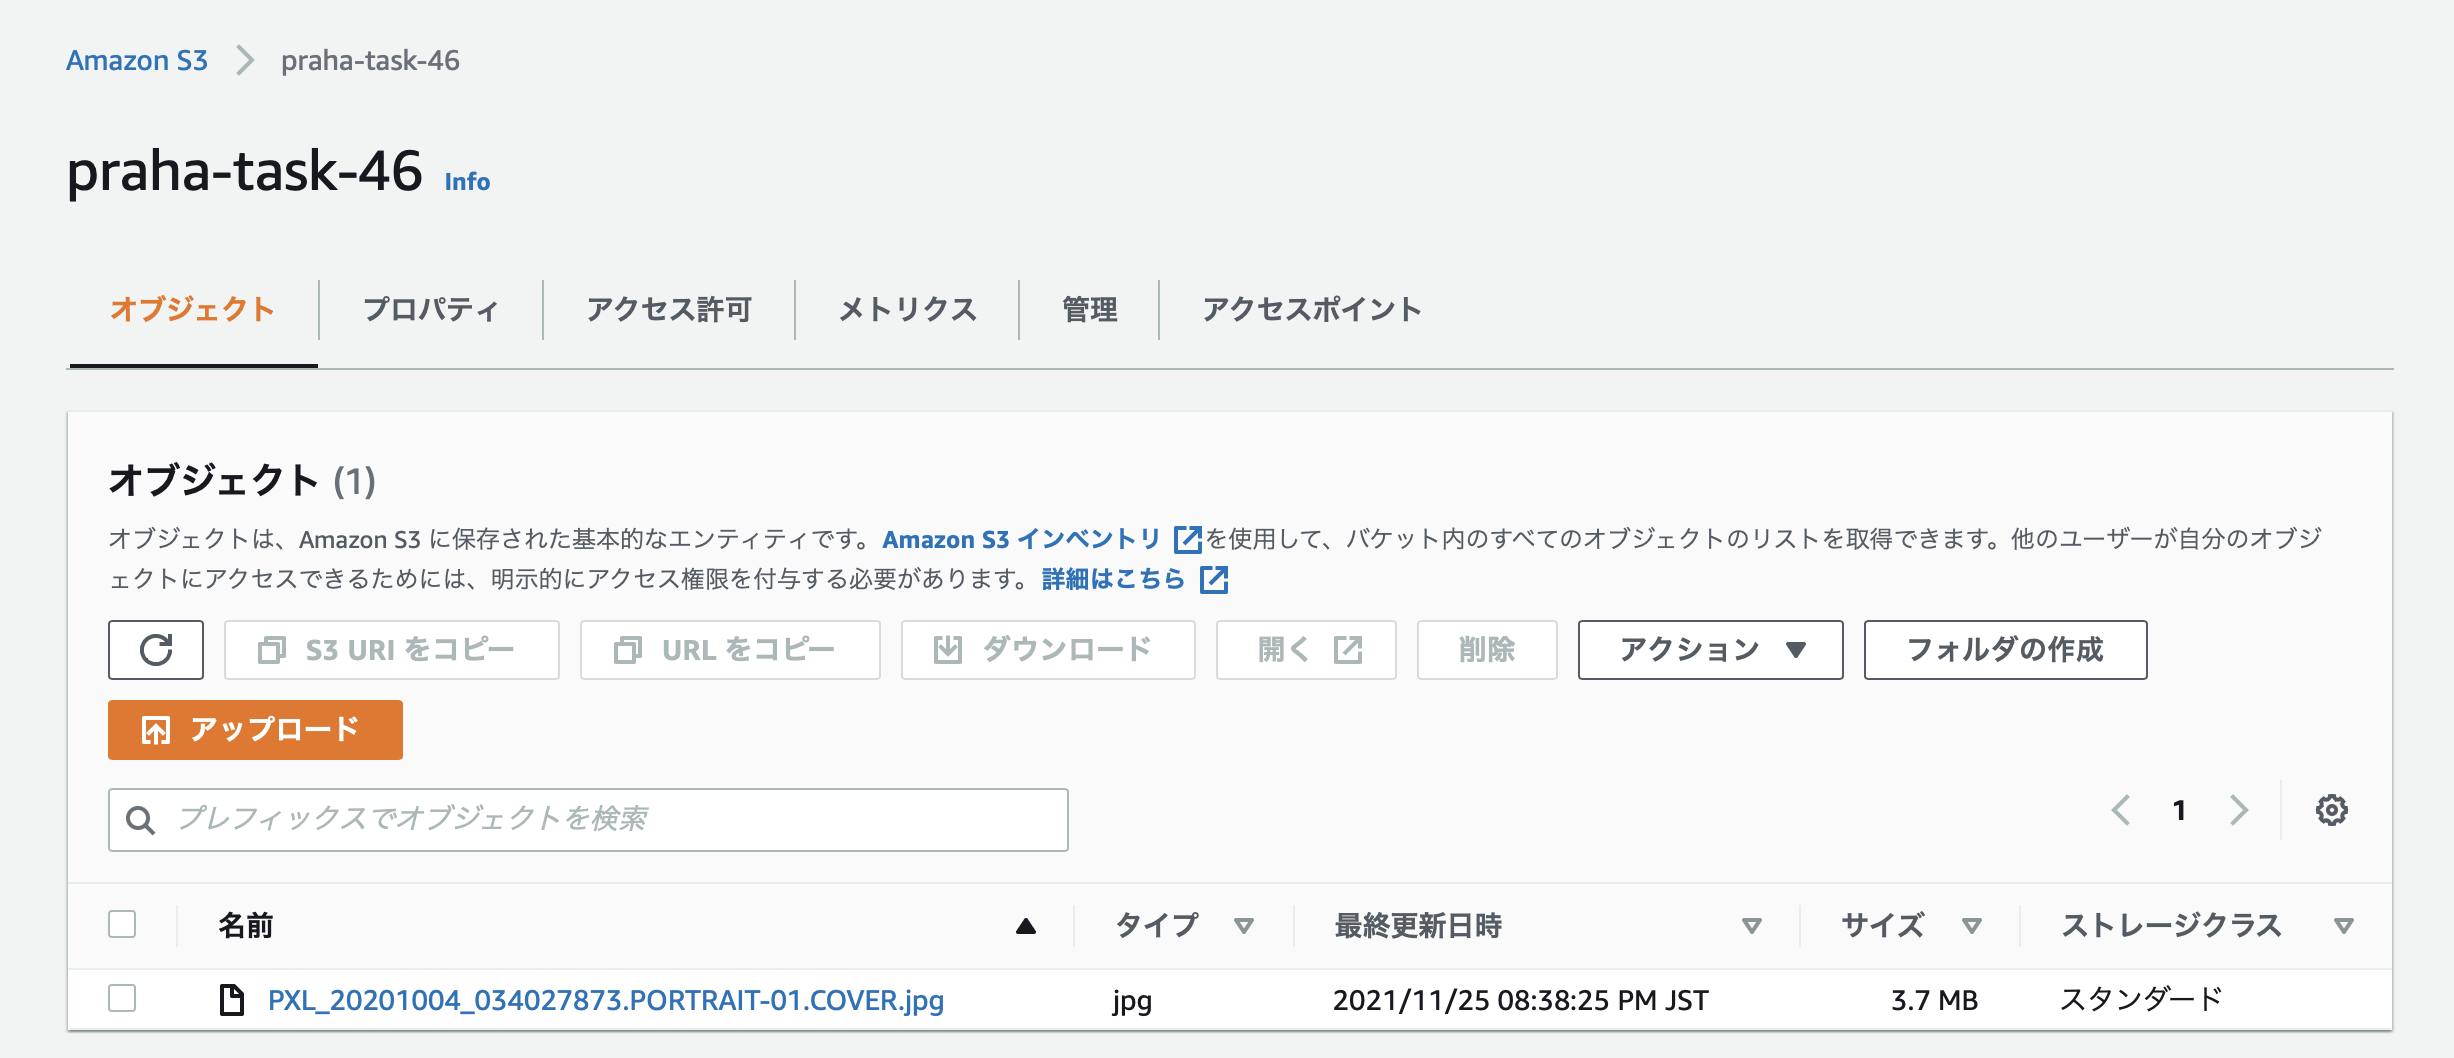 Amazon S3 praha-task-46
praha-task-46 Info
オブジェクト プロパティ アクセス許可 メトリクス 管理 アクセスポイント
オブジェクト (1)
オブジェクトは、Amazon S3 に保存された基本的なエンティティです。Amazon S3 インベントリ を使用して、バケット内のすべてのオブジェクトのリストを取得できます。他のユーザーが自分のオブジ
ェクトにアクセスできるためには、明示的にアクセス権限を付与する必要があります。詳細はこちら
S3 URI をコピー URL をコピー ダウンロード 開く 削除 アクション フォルダの作成
アップロード
プレフィックスでオブジェクトを検索 1
名前 タイプ 最終更新日時 サイズ ストレージクラス
PXL_20201004_034027873.PORTRAIT-01.COVER.jpg jpg 2021/11/25 08:38:25 PM JST 3.7 MB スタンダード